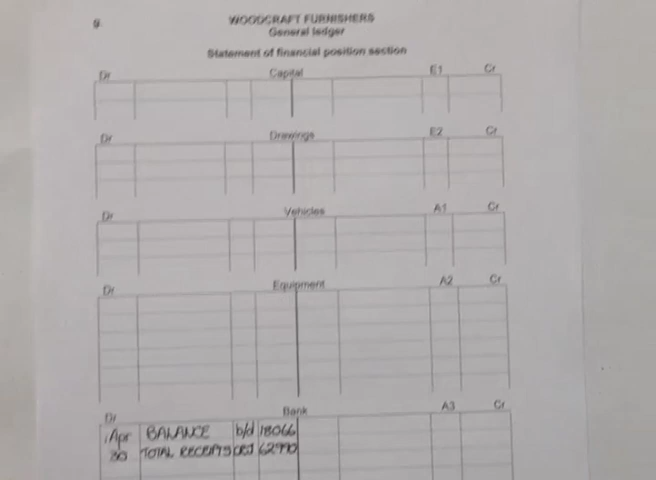 WOODCRAFT FURNISHERS
General ledger
Statement of financial position section
Dr Capital E1 Cr
Dr Drawings E2 Cr
Dr Vehicles A1 Cr
Dr Equipment A2 Cr
Dr Bank A3 Cr
1 Apr BALANCE b/d 18066
30 TOTAL RECEIPTS CRJ 62990